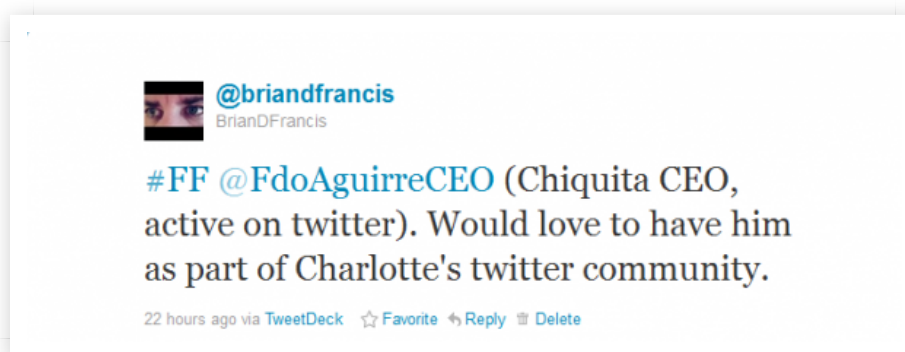 @briandfrancis
BrianDFrancis
#FF @FdoAguirreCEO (Chiquita CEO,
active on twitter). Would love to have him
as part of Charlotte's twitter community.
22 hours ago via TweetDeck Favorite Reply Delete